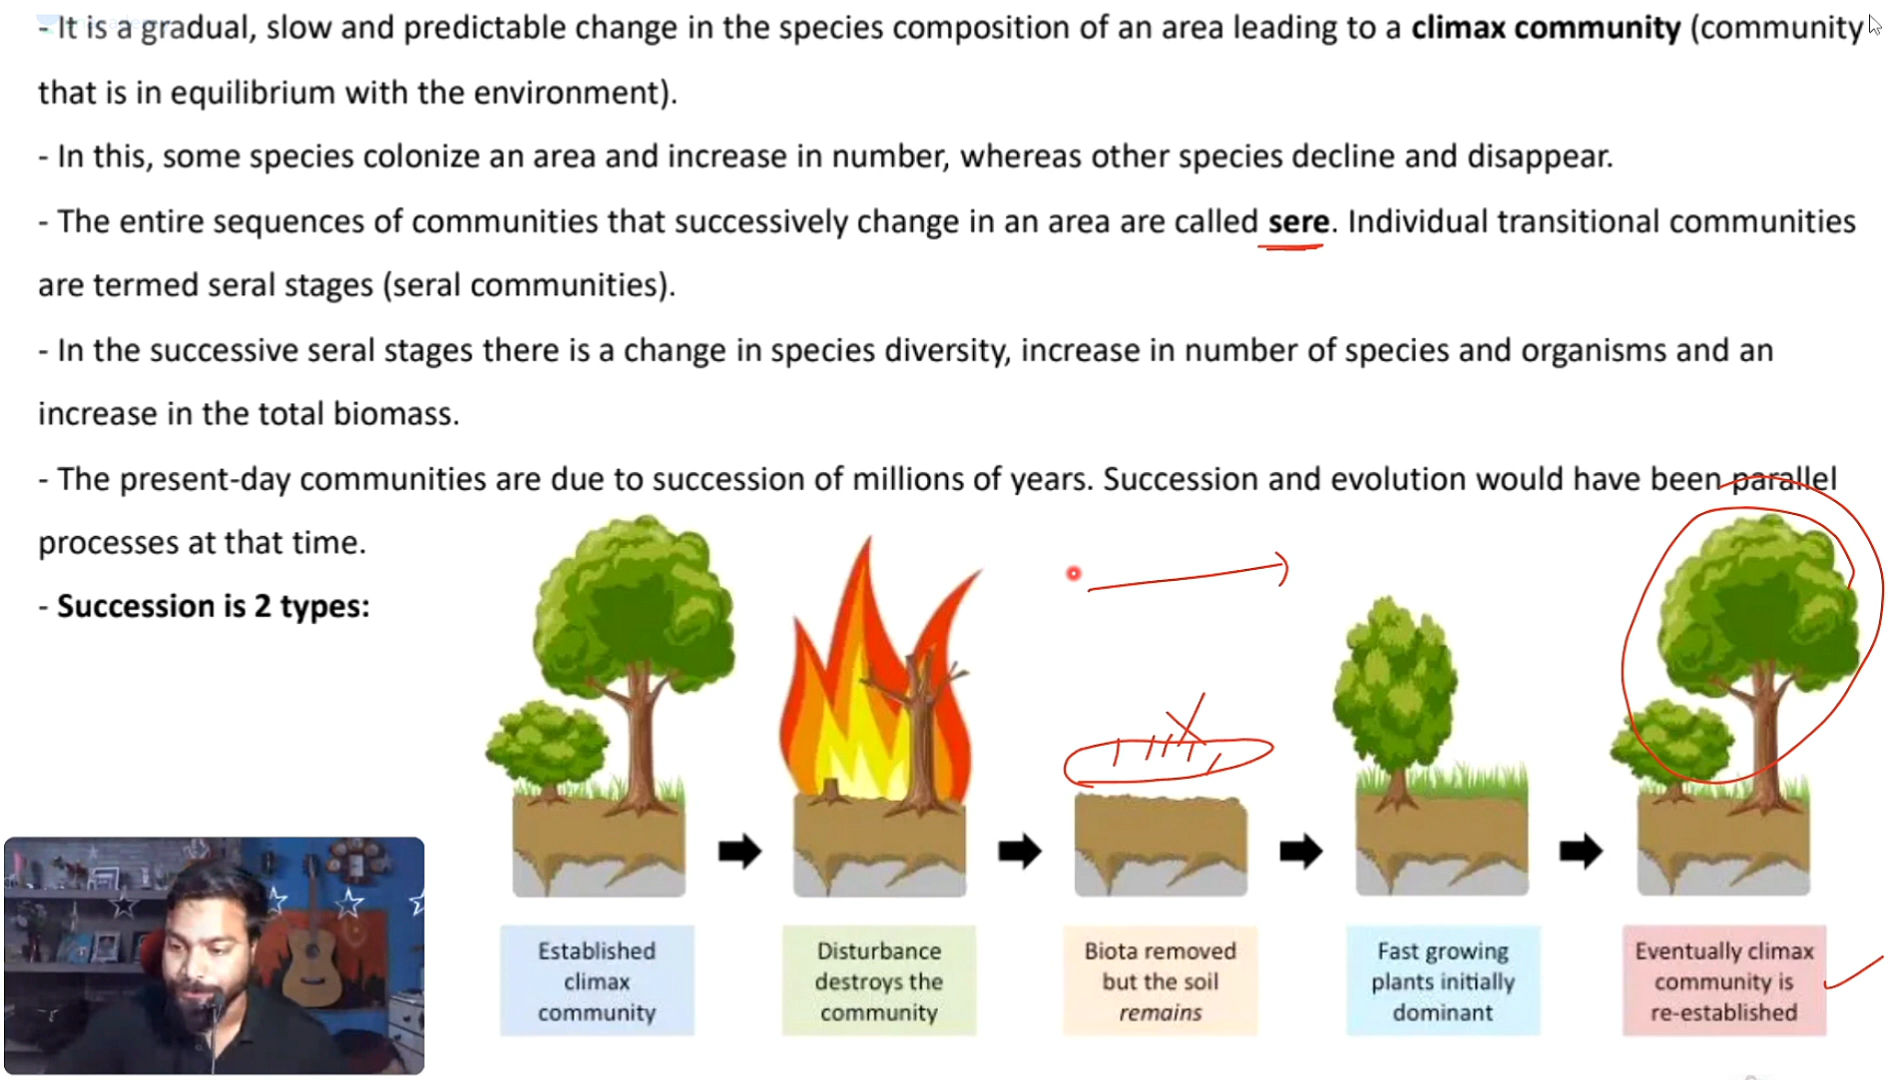 - It is a gradual, slow and predictable change in the species composition of an area leading to a climax community (community
that is in equilibrium with the environment).
- In this, some species colonize an area and increase in number, whereas other species decline and disappear.
- The entire sequences of communities that successively change in an area are called sere. Individual transitional communities
are termed seral stages (seral communities).
- In the successive seral stages there is a change in species diversity, increase in number of species and organisms and an
increase in the total biomass.
- The present-day communities are due to succession of millions of years. Succession and evolution would have been parallel
processes at that time.
- Succession is 2 types:
Established
climax
community
Disturbance
destroys the
community
Biota removed
but the soil
remains
Fast growing
plants initially
dominant
Eventually climax
community is
re-established